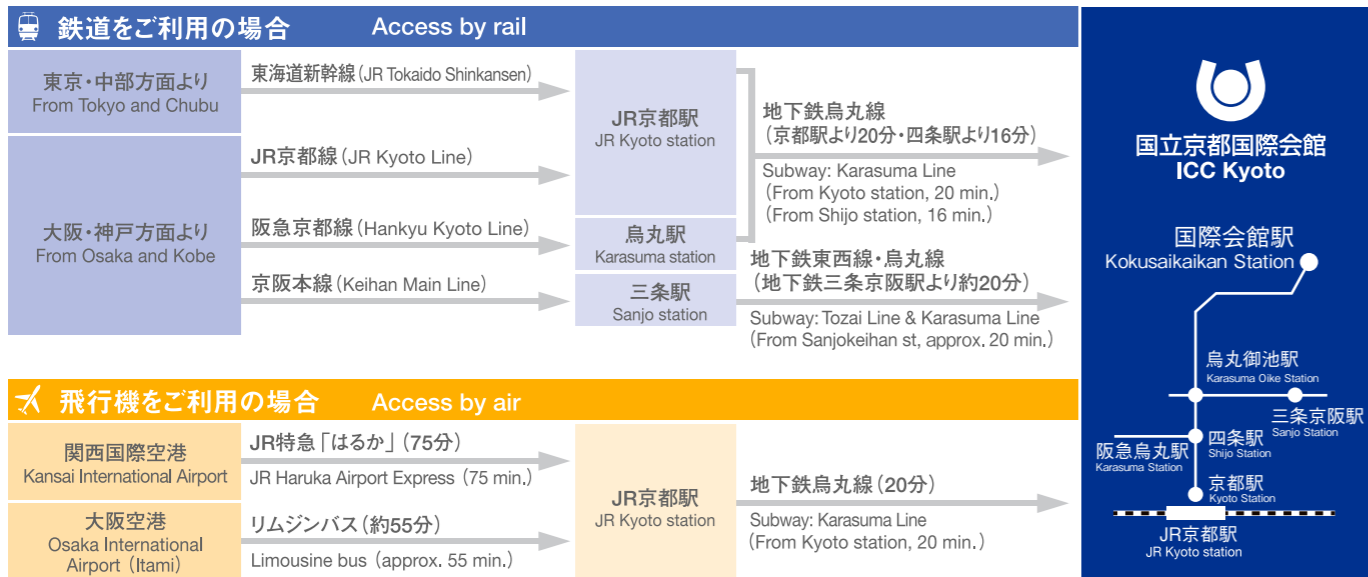 鉄道をご利用の場合 Access by rail
東京・中部方面より
From Tokyo and Chubu
東海道新幹線(JR Tokaido Shinkansen)
大阪・神戸方面より
From Osaka and Kobe
JR京都線(JR Kyoto Line)
阪急京都線(Hankyu Kyoto Line)
京阪本線(Keihan Main Line)
JR京都駅
JR Kyoto station
烏丸駅
Karasuma station
三条駅
Sanjo station
地下鉄烏丸線
(京都駅より20分・四条駅より16分)
Subway: Karasuma Line
(From Kyoto station, 20 min.)
(From Shijo station, 16 min.)
地下鉄東西線・烏丸線
(地下鉄三条京阪駅より約20分)
Subway: Tozai Line & Karasuma Line
(From Sanjokeihan st, approx. 20 min.)
飛行機をご利用の場合 Access by air
関西国際空港
Kansai International Airport
JR特急「はるか」(75分)
JR Haruka Airport Express (75 min.)
大阪空港
Osaka International
Airport (Itami)
リムジンバス(約55分)
Limousine bus (approx. 55 min.)
JR京都駅
JR Kyoto station
地下鉄烏丸線(20分)
Subway: Karasuma Line
(From Kyoto station, 20 min.)
国立京都国際会館
ICC Kyoto
国際会館駅
Kokusaikaikan Station
烏丸御池駅
Karasuma Oike Station
三条京阪駅
Sanjo Station
阪急烏丸駅
Karasuma Station
四条駅
Shijo Station
京都駅
Kyoto Station
JR京都駅
JR Kyoto station